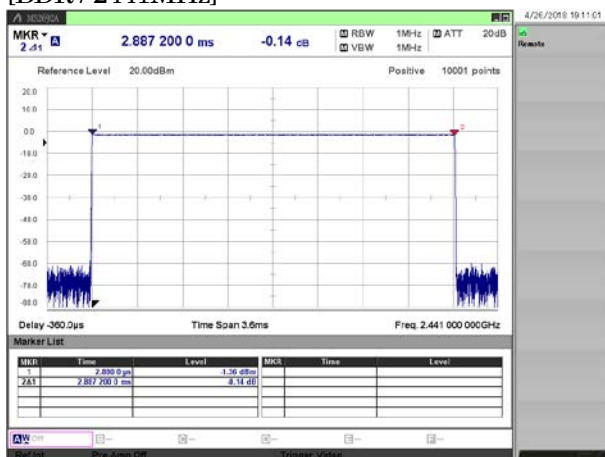 [BDR / 2441MHz]
MS2692A
4/26/2018 19:11:01
MKR A 2.887 200 0 ms -0.14 dB RBW 1MHz ATT 20dB
2Δ1 VBW 1MHz
Remote
Reference Level 20.00dBm Positive 10001 points
20.0
10.0
0.0
1
2
-10.0
-20.0
-30.0
-40.0
-50.0
-60.0
-70.0
-80.0
Delay -360.0µs Time Span 3.6ms Freq. 2.441 000 000GHz
Marker List
MKR Time Level MKR Time Level
1 2.880 0 µs -1.36 dBm
2Δ1 2.887 200 0 ms -0.14 dB
AW Off
Ref.Int Pre-Amp Off Trigger Video